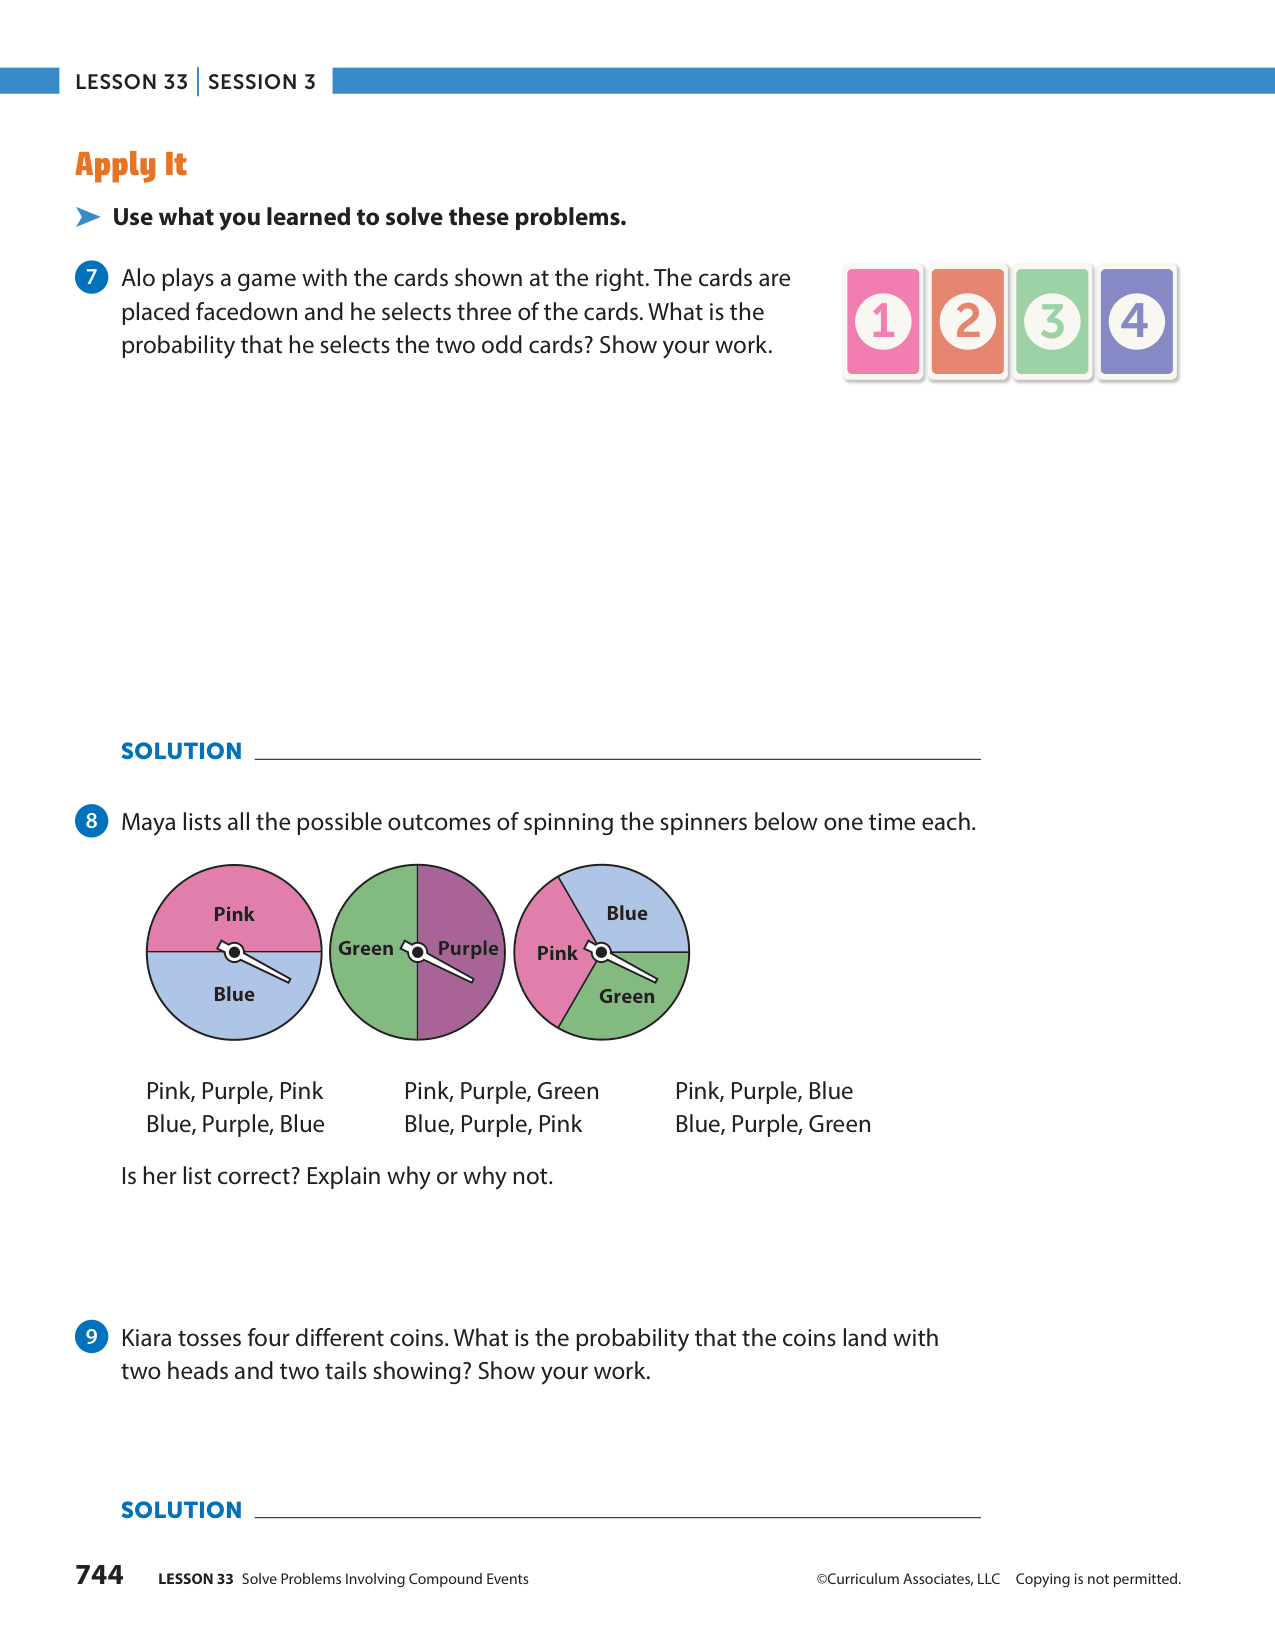 LESSON 33 | SESSION 3
Apply It
Use what you learned to solve these problems.
7 Alo plays a game with the cards shown at the right. The cards are
placed facedown and he selects three of the cards. What is the
probability that he selects the two odd cards? Show your work.
1 2 3 4
SOLUTION
8 Maya lists all the possible outcomes of spinning the spinners below one time each.
Pink
Blue
Green Purple
Blue
Pink
Green
Pink, Purple, Pink Pink, Purple, Green Pink, Purple, Blue
Blue, Purple, Blue Blue, Purple, Pink Blue, Purple, Green
Is her list correct? Explain why or why not.
9 Kiara tosses four different coins. What is the probability that the coins land with
two heads and two tails showing? Show your work.
SOLUTION
744 LESSON 33 Solve Problems Involving Compound Events ©Curriculum Associates, LLC Copying is not permitted.